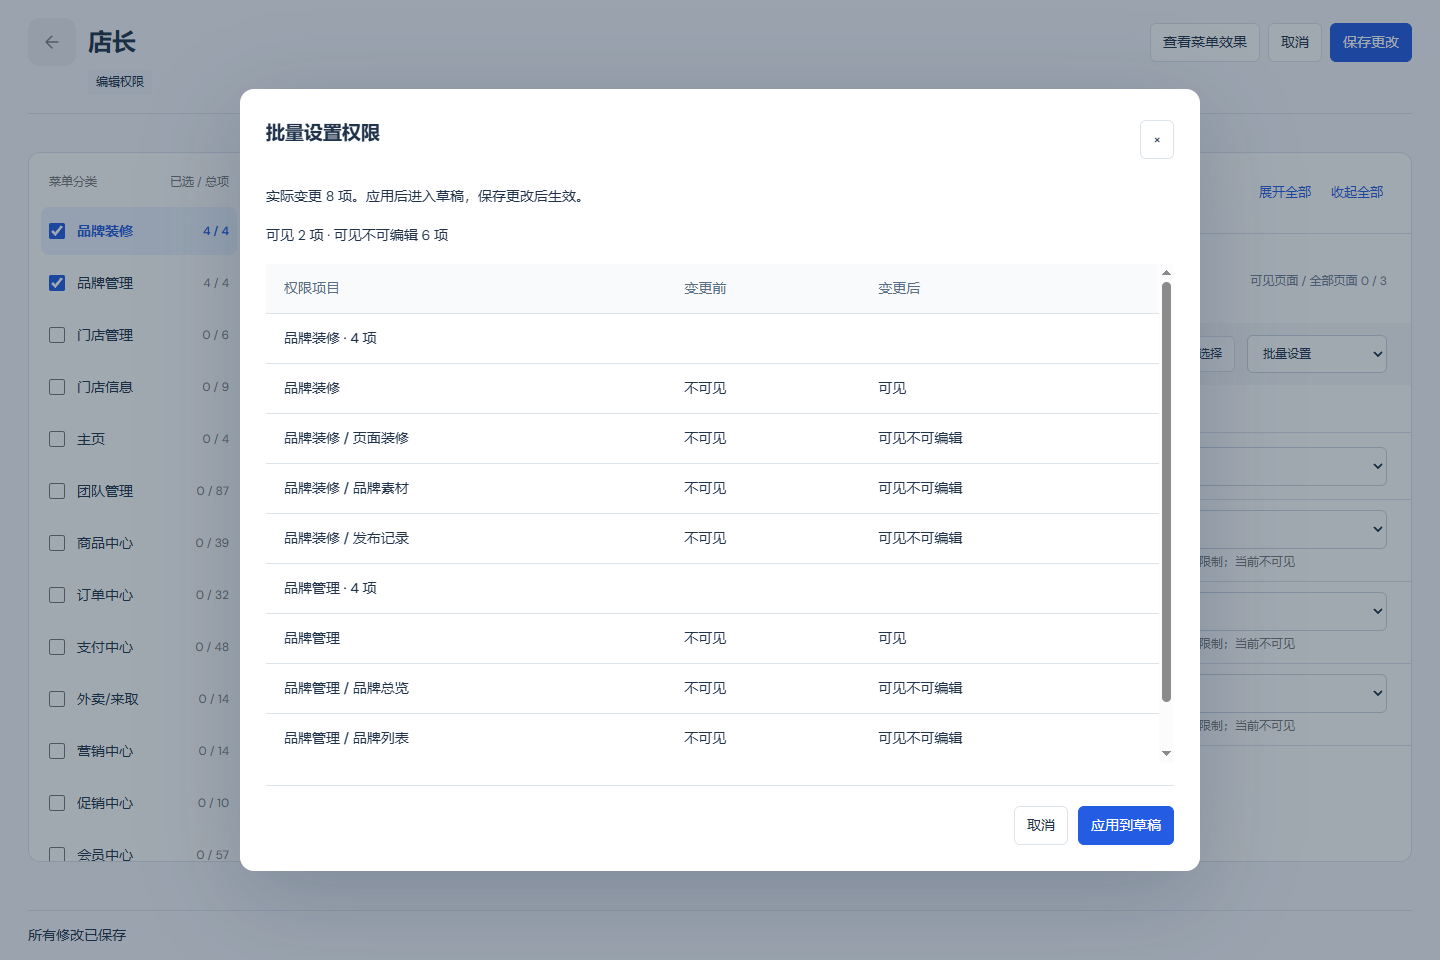 店长
查看菜单效果
取消
保存更改
编辑权限
菜单分类
已选 / 总项
品牌装修
4 / 4
品牌管理
4 / 4
门店管理
0 / 6
门店信息
0 / 9
主页
0 / 4
团队管理
0 / 87
商品中心
0 / 39
订单中心
0 / 32
支付中心
0 / 48
外卖/来取
0 / 14
营销中心
0 / 14
促销中心
0 / 10
会员中心
0 / 57
批量设置权限
×
实际变更 8 项。应用后进入草稿，保存更改后生效。
可见 2 项 · 可见不可编辑 6 项
权限项目
变更前
变更后
品牌装修 · 4 项
品牌装修
不可见
可见
品牌装修 / 页面装修
不可见
可见不可编辑
品牌装修 / 品牌素材
不可见
可见不可编辑
品牌装修 / 发布记录
不可见
可见不可编辑
品牌管理 · 4 项
品牌管理
不可见
可见
品牌管理 / 品牌总览
不可见
可见不可编辑
品牌管理 / 品牌列表
不可见
可见不可编辑
取消
应用到草稿
展开全部
收起全部
可见页面 / 全部页面 0 / 3
选择
批量设置
限制；当前不可见
限制；当前不可见
限制；当前不可见
所有修改已保存